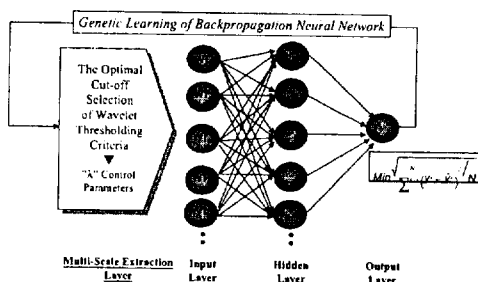 Genetic Learning of Backpropagation Neural Network
The Optimal
Cut-off
Selection
of Wavelet
Thresholding
Criteria
"λ" Control
Parameters
Min
N
Multi-Scale Extraction
Layer
Input
Layer
Hidden
Layer
Output
Layer